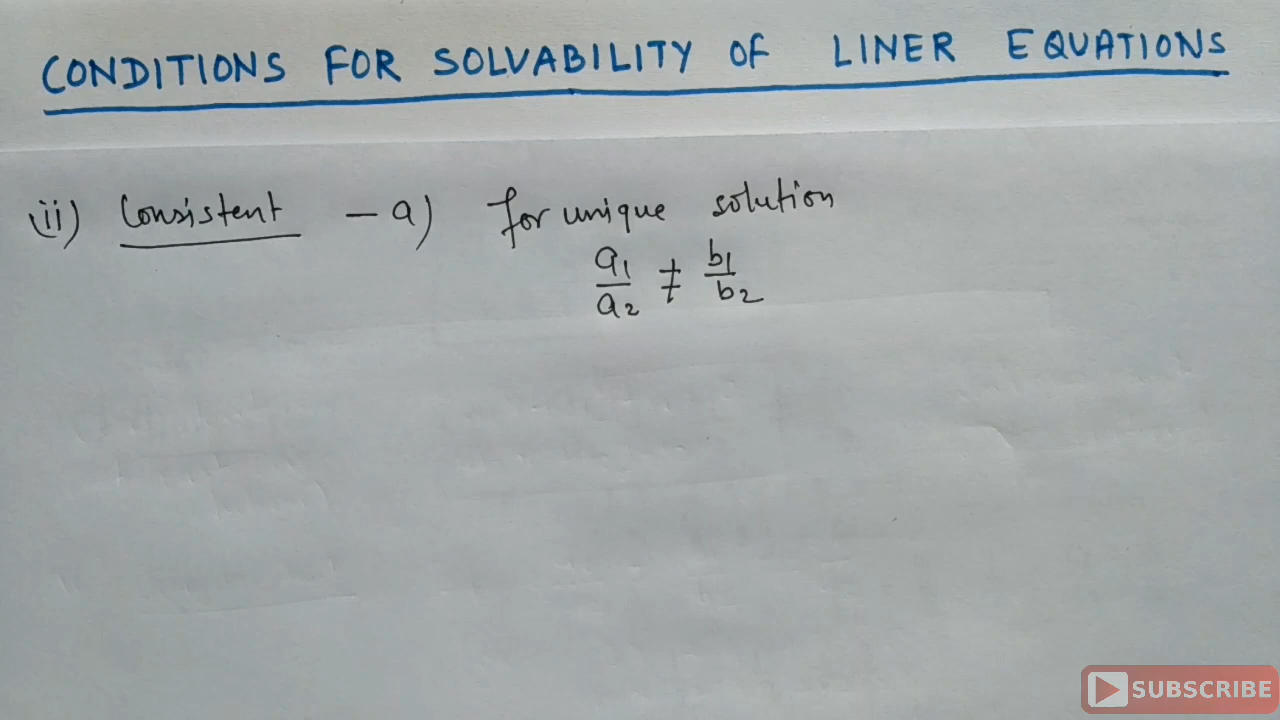 CONDITIONS FOR SOLVABILITY OF LINER EQUATIONS
(ii) Consistent - a) for unique solution
a₁/a₂ ≠ b₁/b₂
SUBSCRIBE